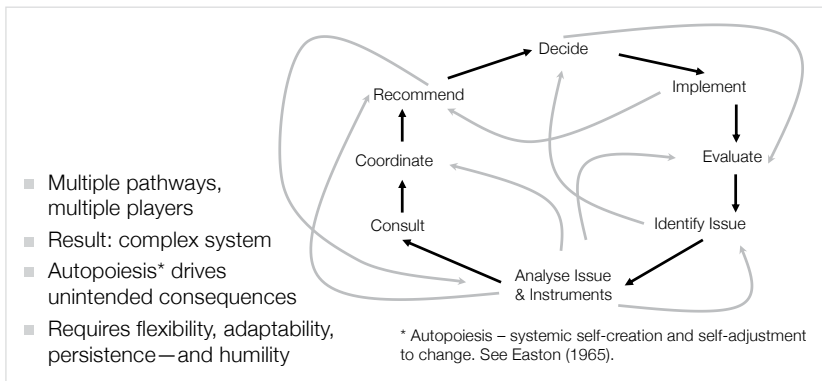 Decide
Recommend
Implement
Coordinate
Evaluate
Consult
Identify Issue
Analyse Issue
& Instruments
■ Multiple pathways,
multiple players
■ Result: complex system
■ Autopoiesis* drives
unintended consequences
■ Requires flexibility, adaptability,
persistence—and humility
* Autopoiesis – systemic self-creation and self-adjustment
to change. See Easton (1965).